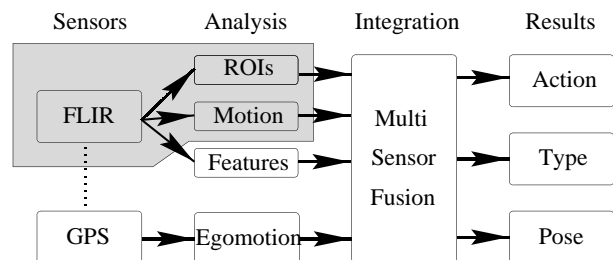 Sensors Analysis Integration Results
ROIs
Action
FLIR
Motion
Multi
Sensor
Fusion
Features
Type
GPS
Egomotion
Pose